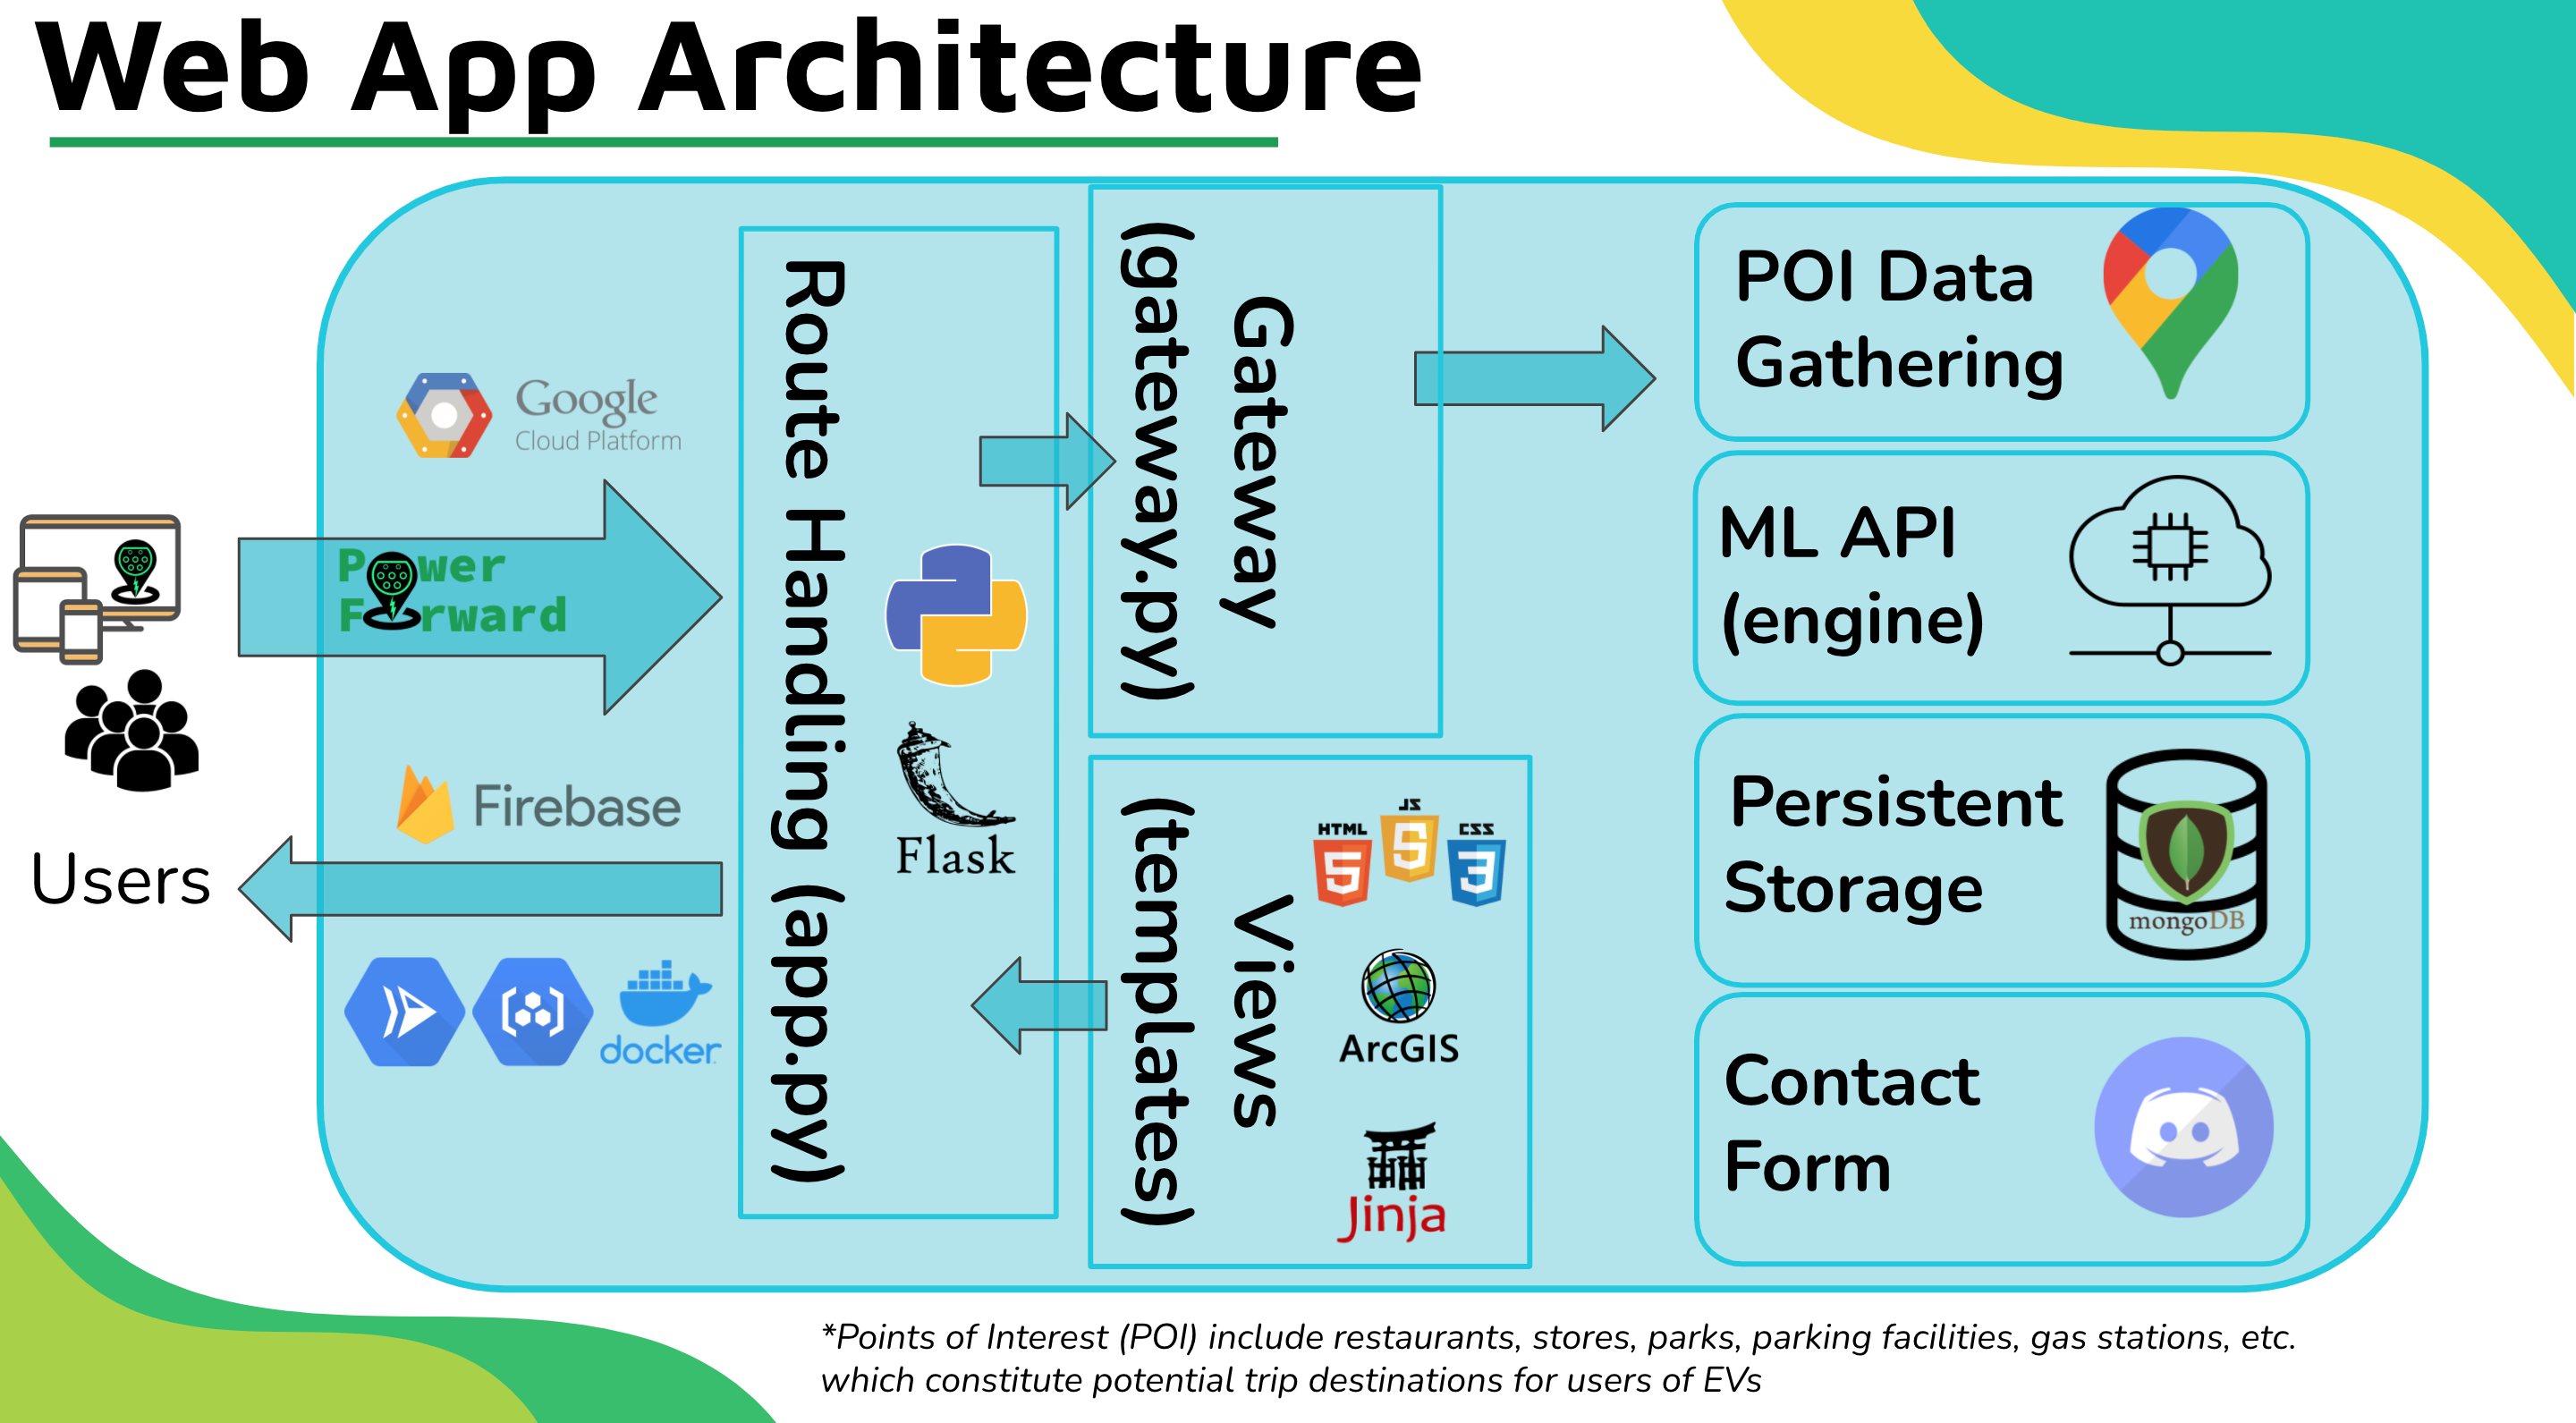 Web App Architecture
Google
Cloud Platform
Power
Forward
Users
Firebase
docker
Route Handling (app.py)
Flask
Gateway
(gateway.py)
Views
(templates)
HTML
JS
CSS
5
5
3
ArcGIS
Jinja
POI Data
Gathering
ML API
(engine)
Persistent
Storage
mongoDB
Contact
Form
*Points of Interest (POI) include restaurants, stores, parks, parking facilities, gas stations, etc.
which constitute potential trip destinations for users of EVs